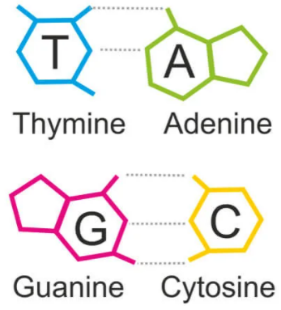 T A
Thymine Adenine
G C
Guanine Cytosine